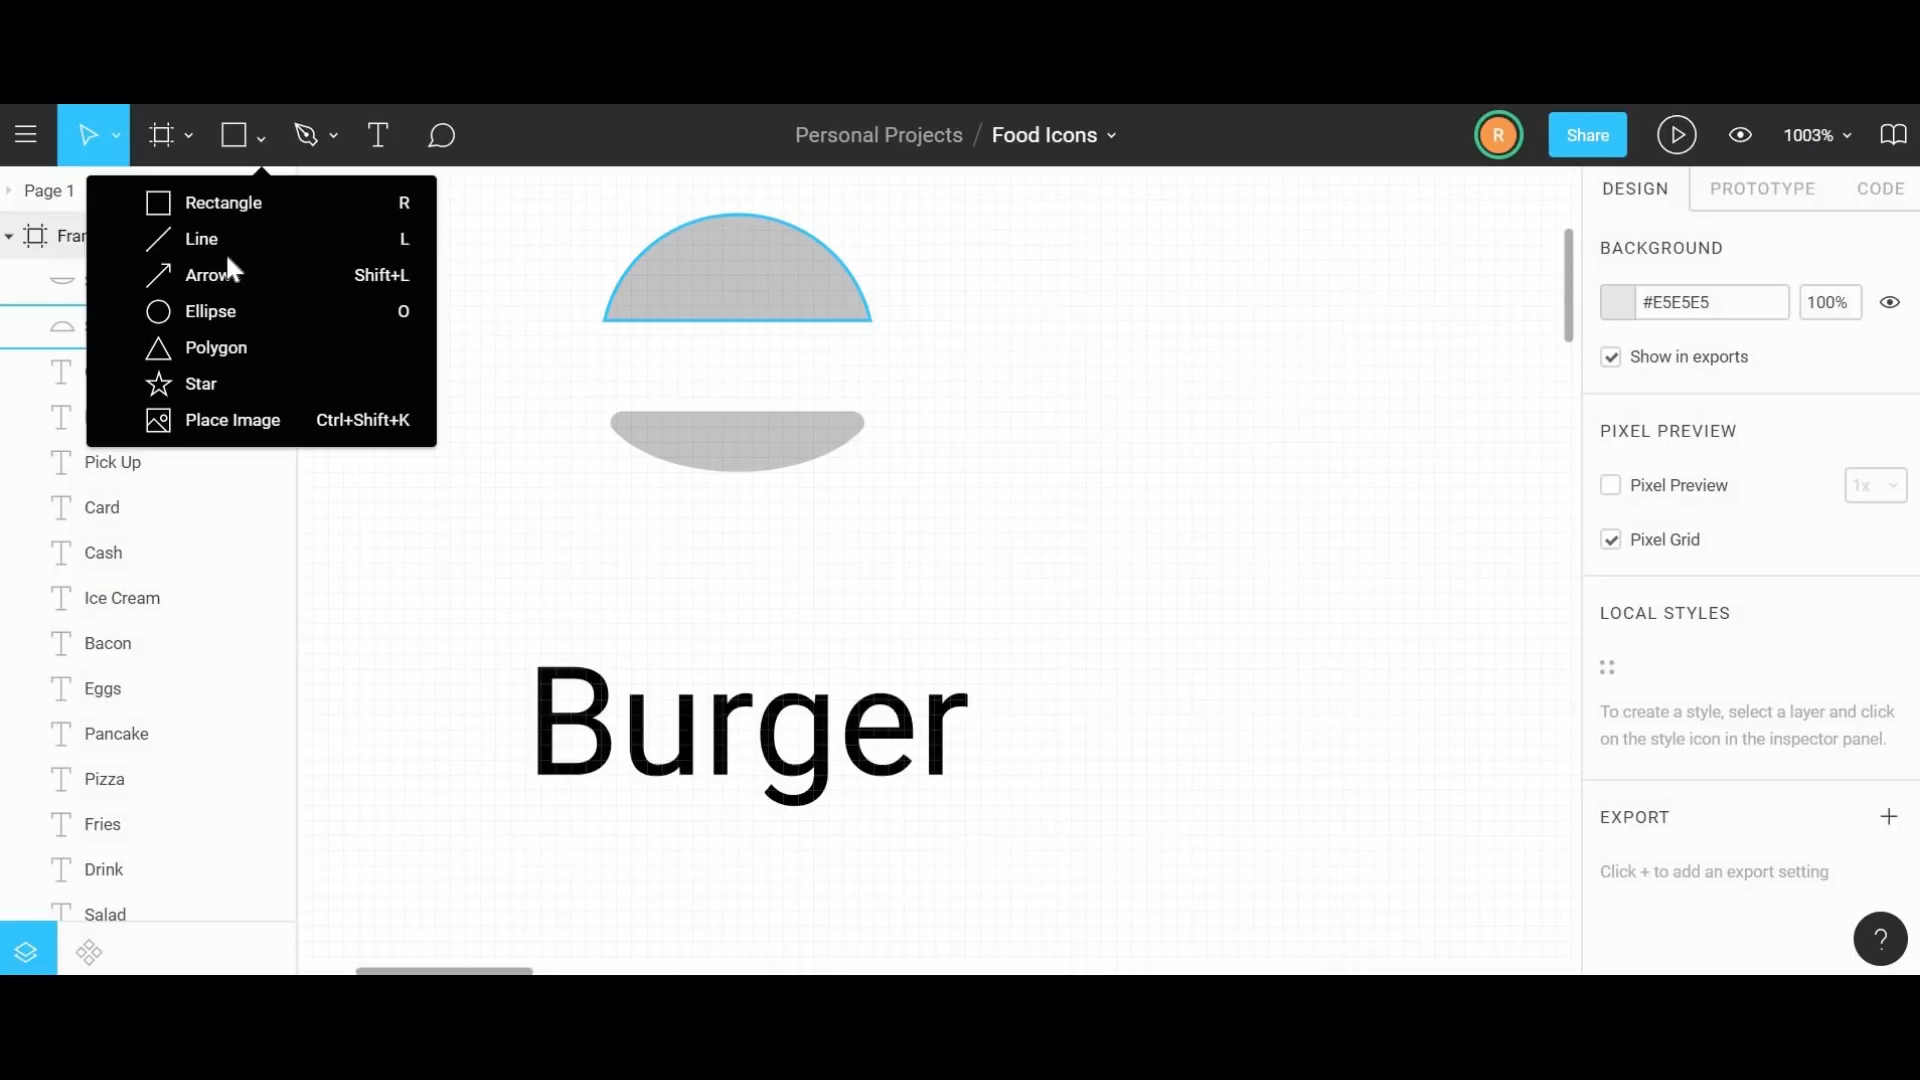 Personal Projects / Food Icons
R
Share
1003%
Page 1
Fran
Rectangle R
Line L
Arrow Shift+L
Ellipse O
Polygon
Star
Place Image Ctrl+Shift+K
Pick Up
Card
Cash
Ice Cream
Bacon
Eggs
Pancake
Pizza
Fries
Drink
Salad
Burger
DESIGN PROTOTYPE CODE
BACKGROUND
#E5E5E5 100%
Show in exports
PIXEL PREVIEW
Pixel Preview 1x
Pixel Grid
LOCAL STYLES
To create a style, select a layer and click
on the style icon in the inspector panel.
EXPORT
Click + to add an export setting
?